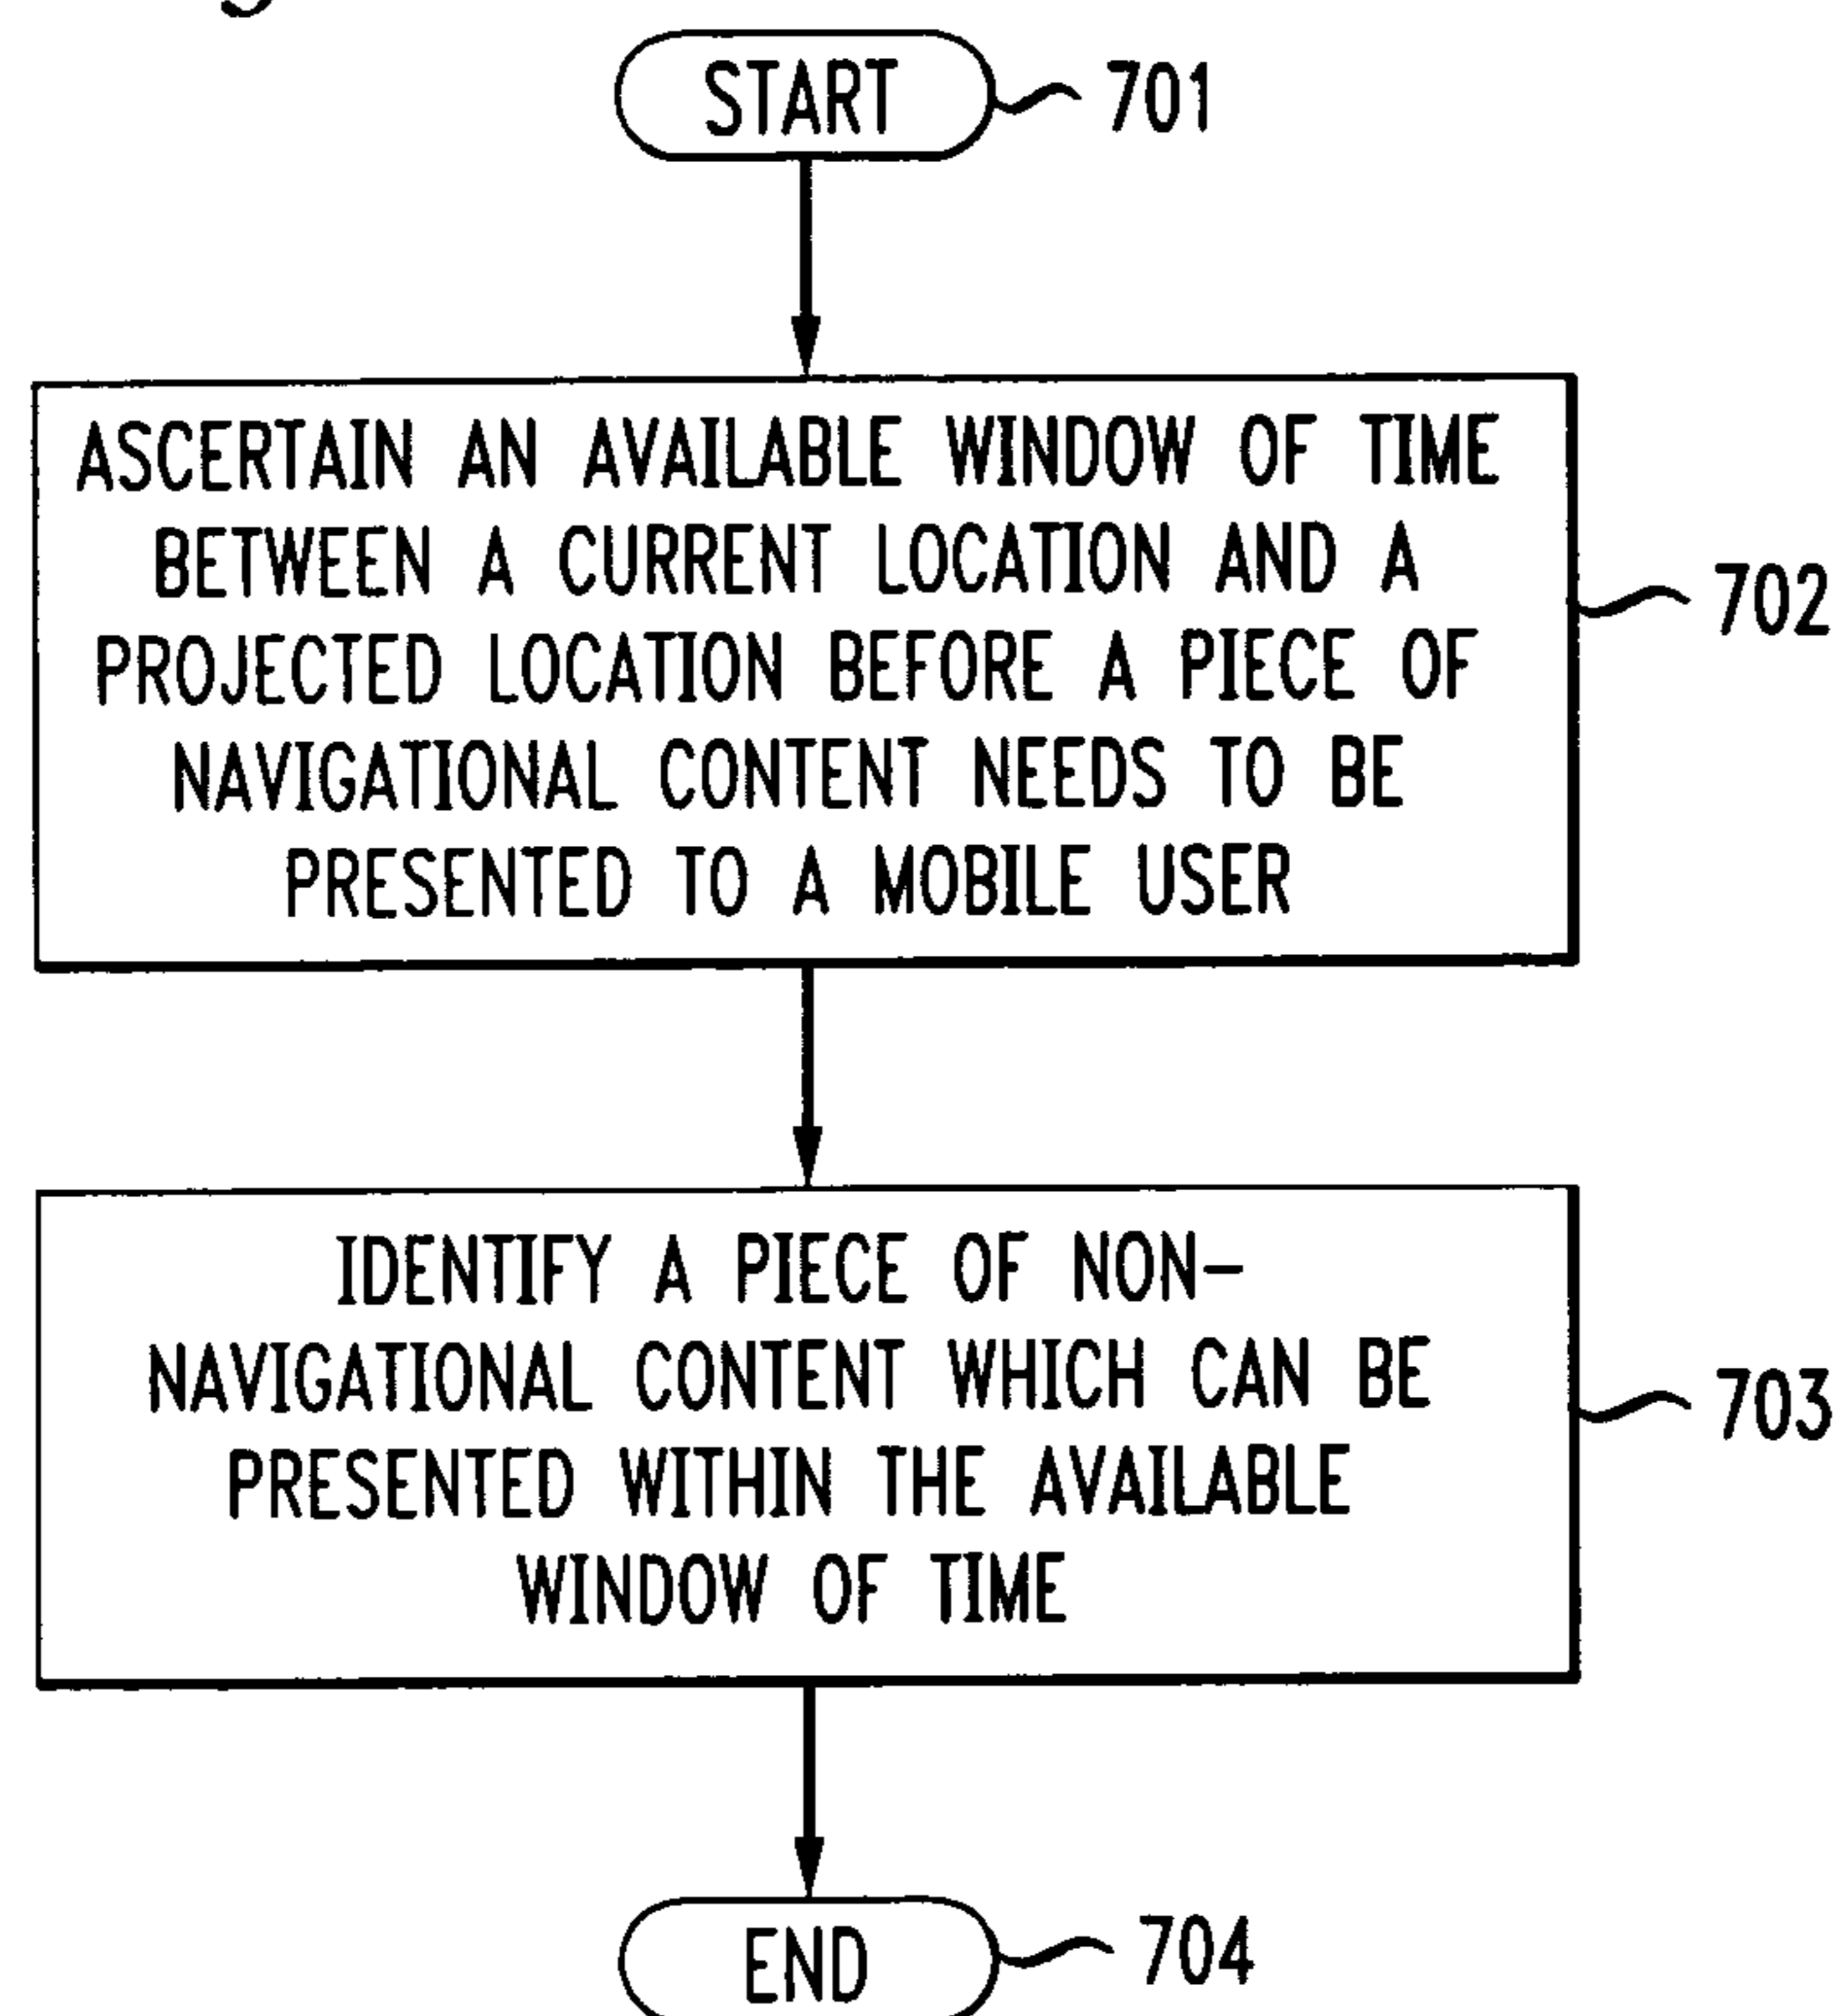 START
701
ASCERTAIN AN AVAILABLE WINDOW OF TIME
BETWEEN A CURRENT LOCATION AND A
PROJECTED LOCATION BEFORE A PIECE OF
NAVIGATIONAL CONTENT NEEDS TO BE
PRESENTED TO A MOBILE USER
702
IDENTIFY A PIECE OF NON-
NAVIGATIONAL CONTENT WHICH CAN BE
PRESENTED WITHIN THE AVAILABLE
WINDOW OF TIME
703
END
704